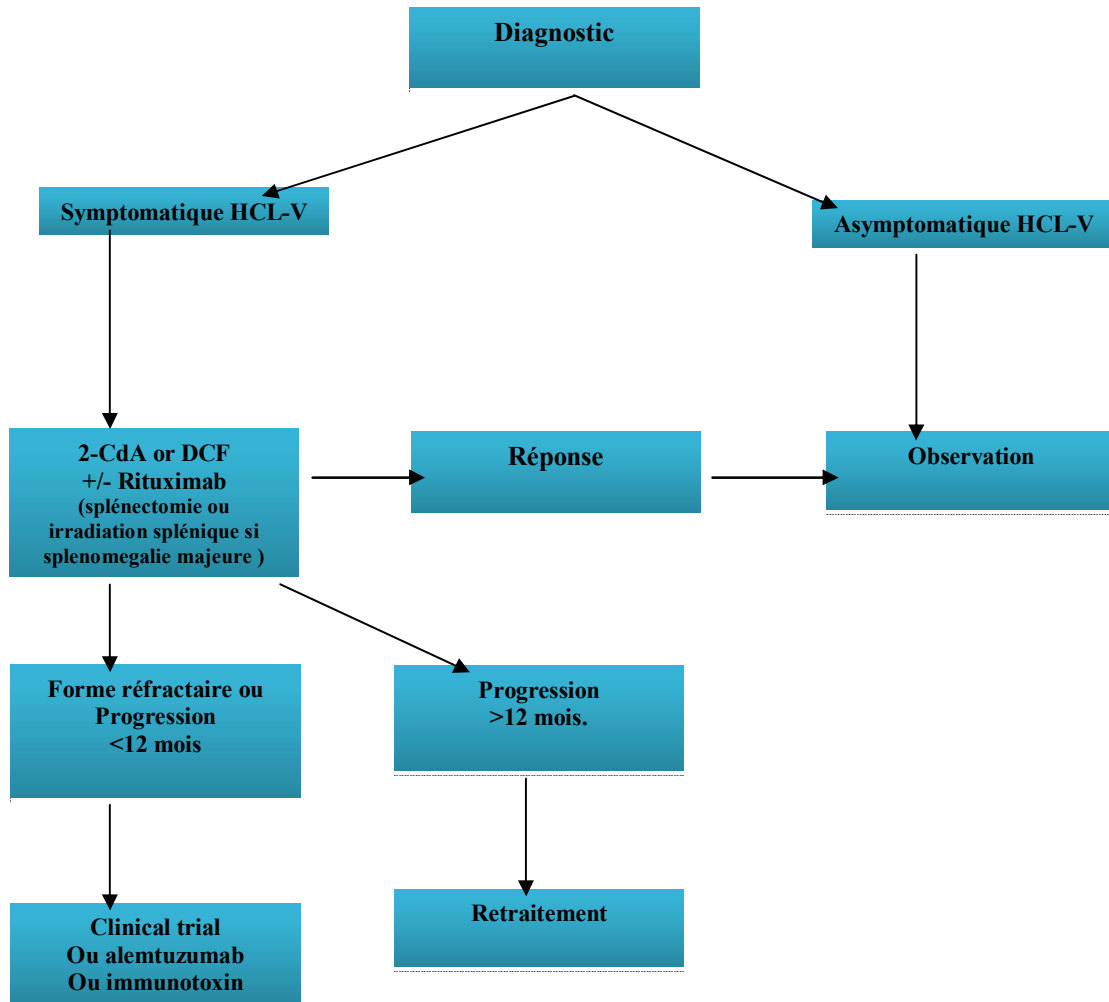 Diagnostic
Symptomatique HCL-V
Asymptomatique HCL-V
2-CdA or DCF
+/- Rituximab
(splénectomie ou
irradiation splénique si
splenomegalie majeure )
Réponse
Observation
Forme réfractaire ou
Progression
<12 mois
Progression
>12 mois.
Clinical trial
Ou alemtuzumab
Ou immunotoxin
Retraitement